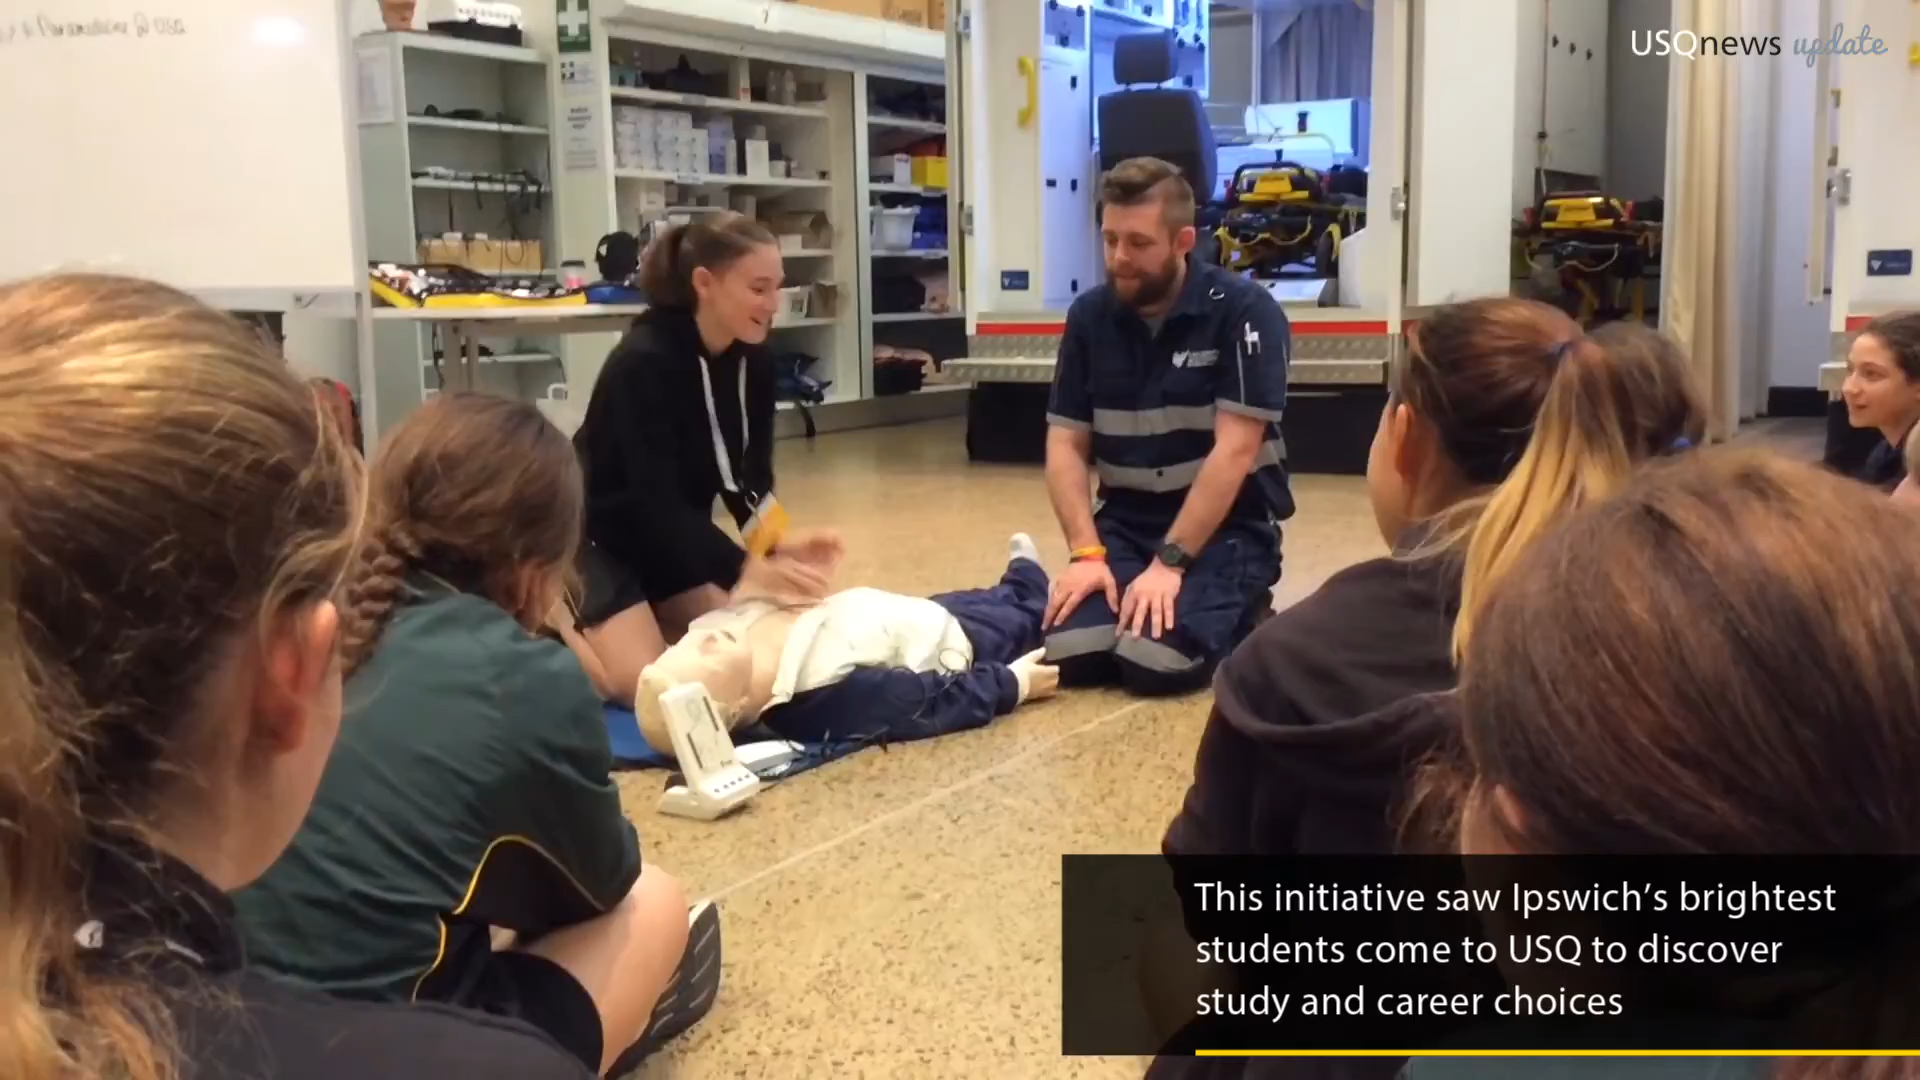 USQnews update
This initiative saw Ipswich's brightest
students come to USQ to discover
study and career choices